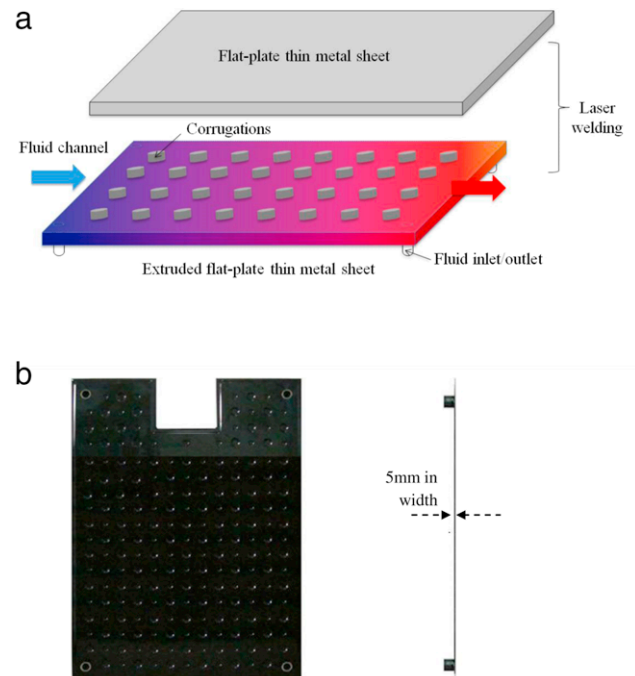 a
Flat-plate thin metal sheet
Corrugations
Fluid channel
Laser
welding
Fluid inlet/outlet
Extruded flat-plate thin metal sheet
b
5mm in
width